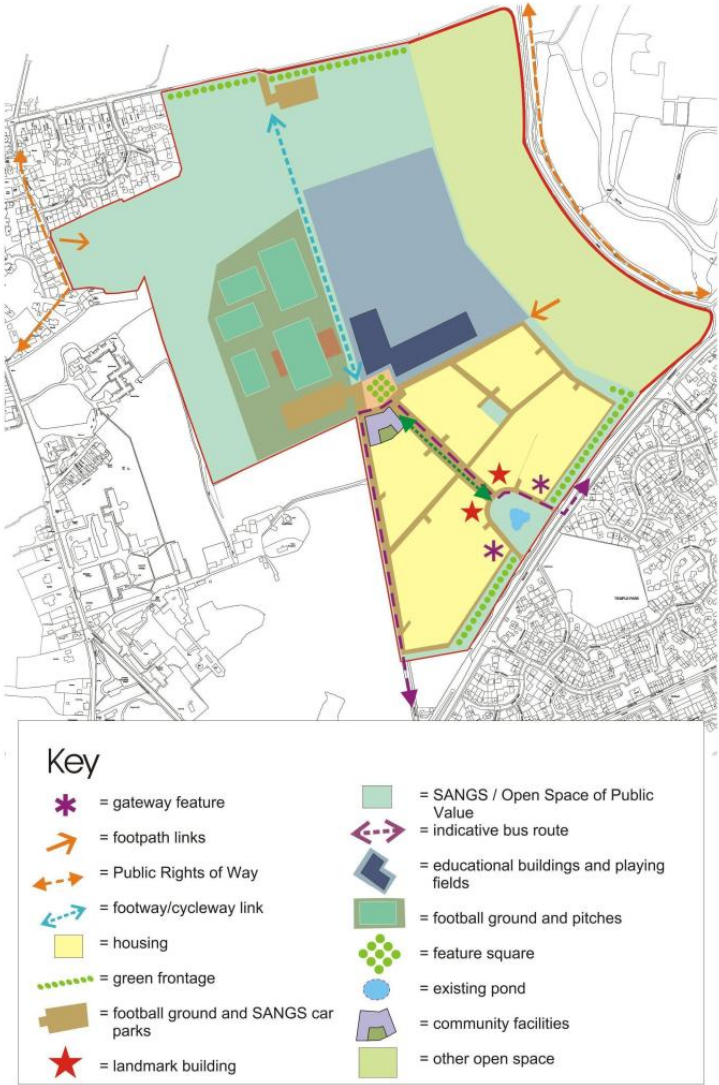 TEMPLE PARK
Key
= gateway feature
= footpath links
= Public Rights of Way
= footway/cycleway link
= housing
= green frontage
= football ground and SANGS car
parks
= landmark building
= SANGS / Open Space of Public
Value
= indicative bus route
= educational buildings and playing
fields
= football ground and pitches
= feature square
= existing pond
= community facilities
= other open space